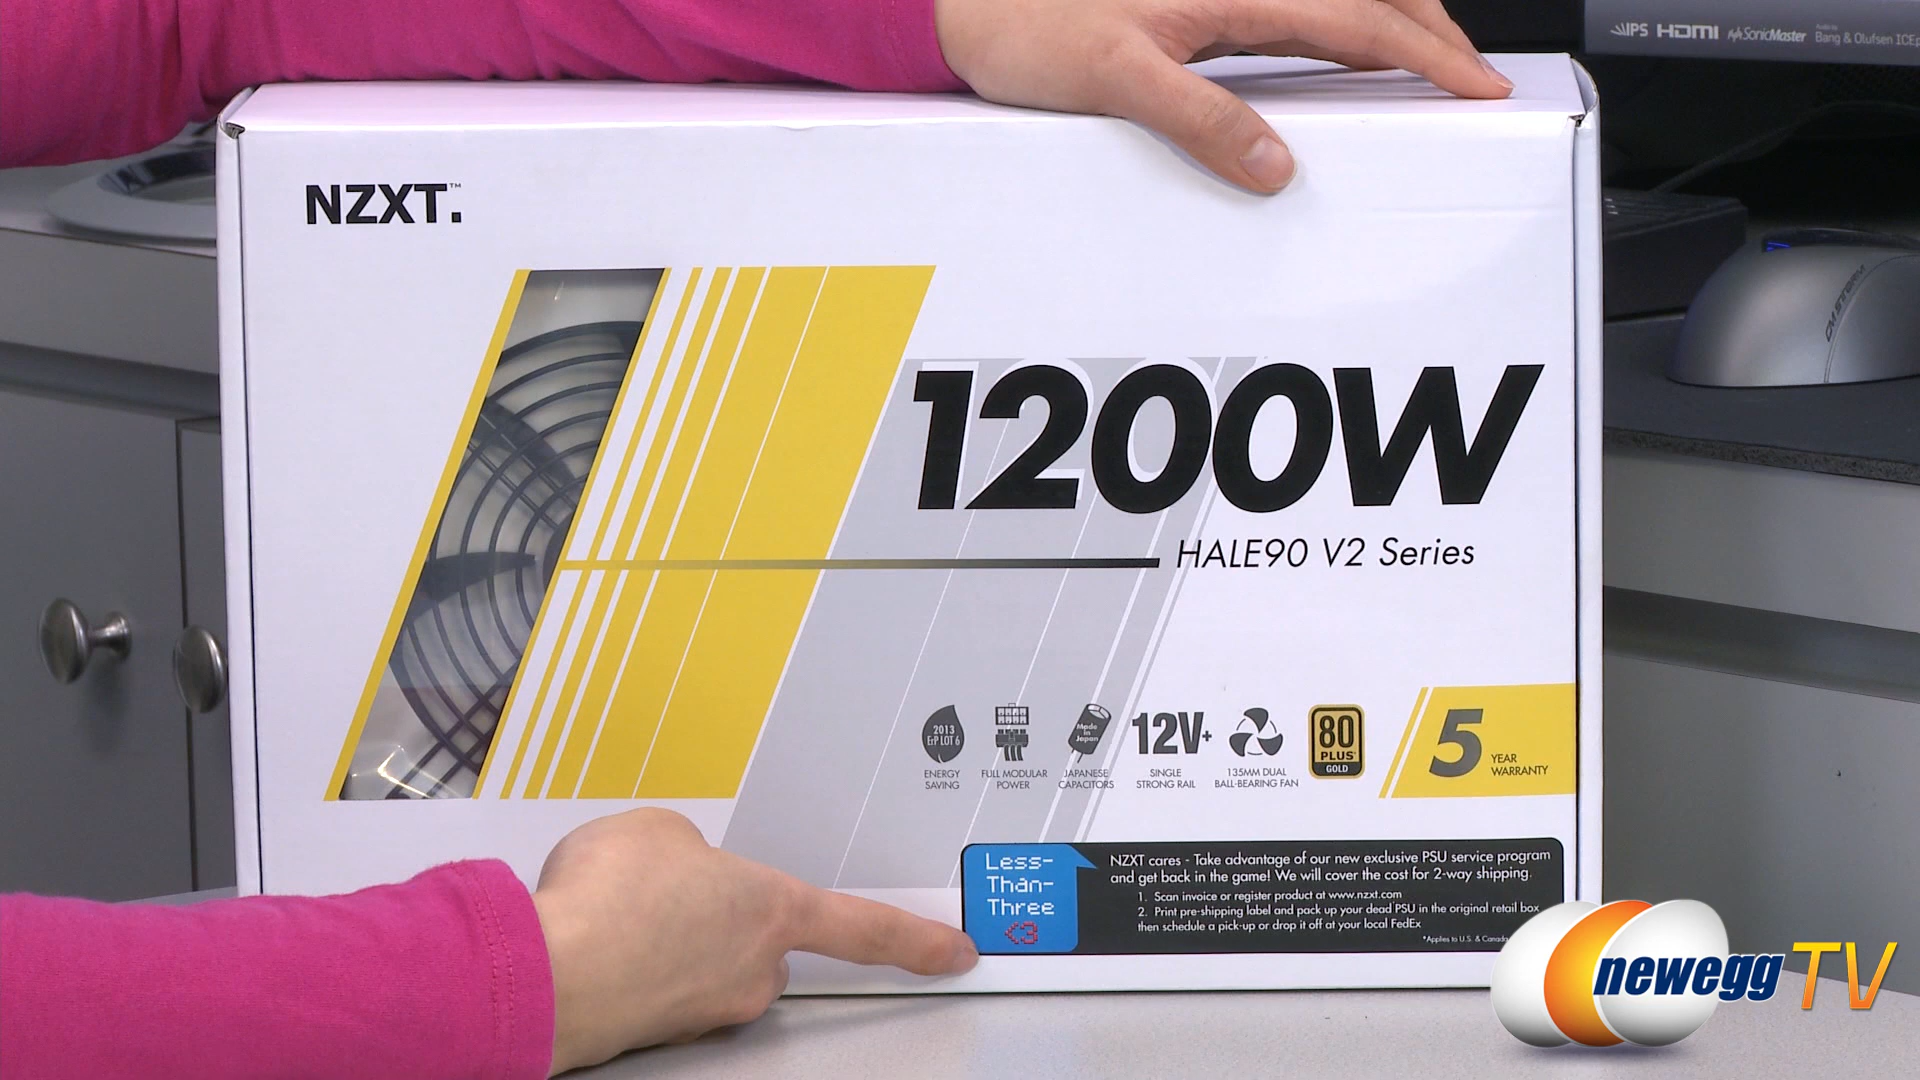 IPS HDMI SonicMaster Bang & Olufsen ICEp
NZXT.™
CM STORM
1200W
HALE90 V2 Series
2013
ErP LOT 6
ENERGY
SAVING
FULL MODULAR
POWER
Made
in
Japan
JAPANESE
CAPACITORS
12V+
SINGLE
STRONG RAIL
135MM DUAL
BALL-BEARING FAN
80
PLUS
GOLD
5 YEAR
WARRANTY
Less-
Than-
Three
<3
NZXT cares - Take advantage of our new exclusive PSU service program
and get back in the game! We will cover the cost for 2-way shipping.
1. Scan invoice or register product at www.nzxt.com
2. Print pre-shipping label and pack up your dead PSU in the original retail box
then schedule a pick-up or drop it off at your local FedEx
*Applies to U.S. & Canada
newegg TV